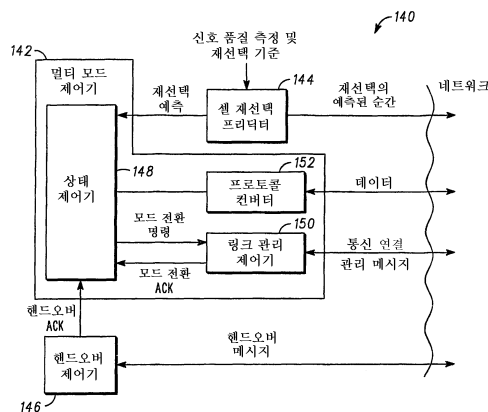 140
신호 품질 측정 및
재선택 기준
142
멀티 모드
제어기
재선택
예측
144
셀 재선택
프리딕터
재선택의
예측된 순간
네트워크
상태
제어기
148
152
프로토콜
컨버터
데이터
모드 전환
명령
150
링크 관리
제어기
통신 연결
관리 메시지
모드 전환
ACK
핸드오버
ACK
핸드오버
제어기
146
핸드오버
메시지